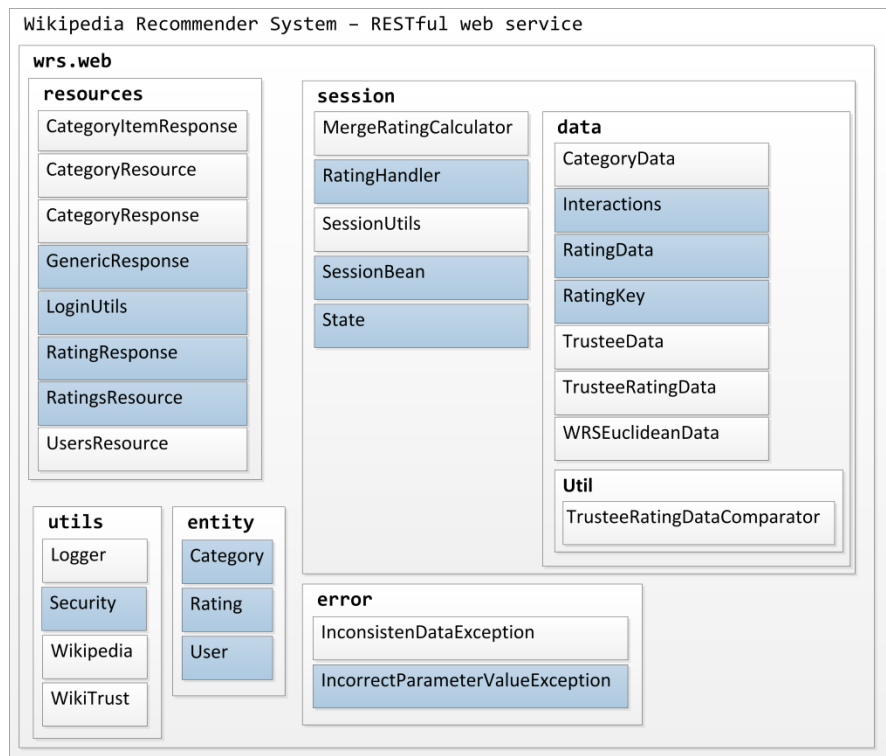 Wikipedia Recommender System – RESTful web service
wrs.web
resources
CategoryItemResponse
CategoryResource
CategoryResponse
GenericResponse
LoginUtils
RatingResponse
RatingsResource
UsersResource
session
MergeRatingCalculator
RatingHandler
SessionUtils
SessionBean
State
data
CategoryData
Interactions
RatingData
RatingKey
TrusteeData
TrusteeRatingData
WRSEuclideanData
Util
TrusteeRatingDataComparator
utils
Logger
Security
Wikipedia
WikiTrust
entity
Category
Rating
User
error
InconsistenDataException
IncorrectParameterValueException